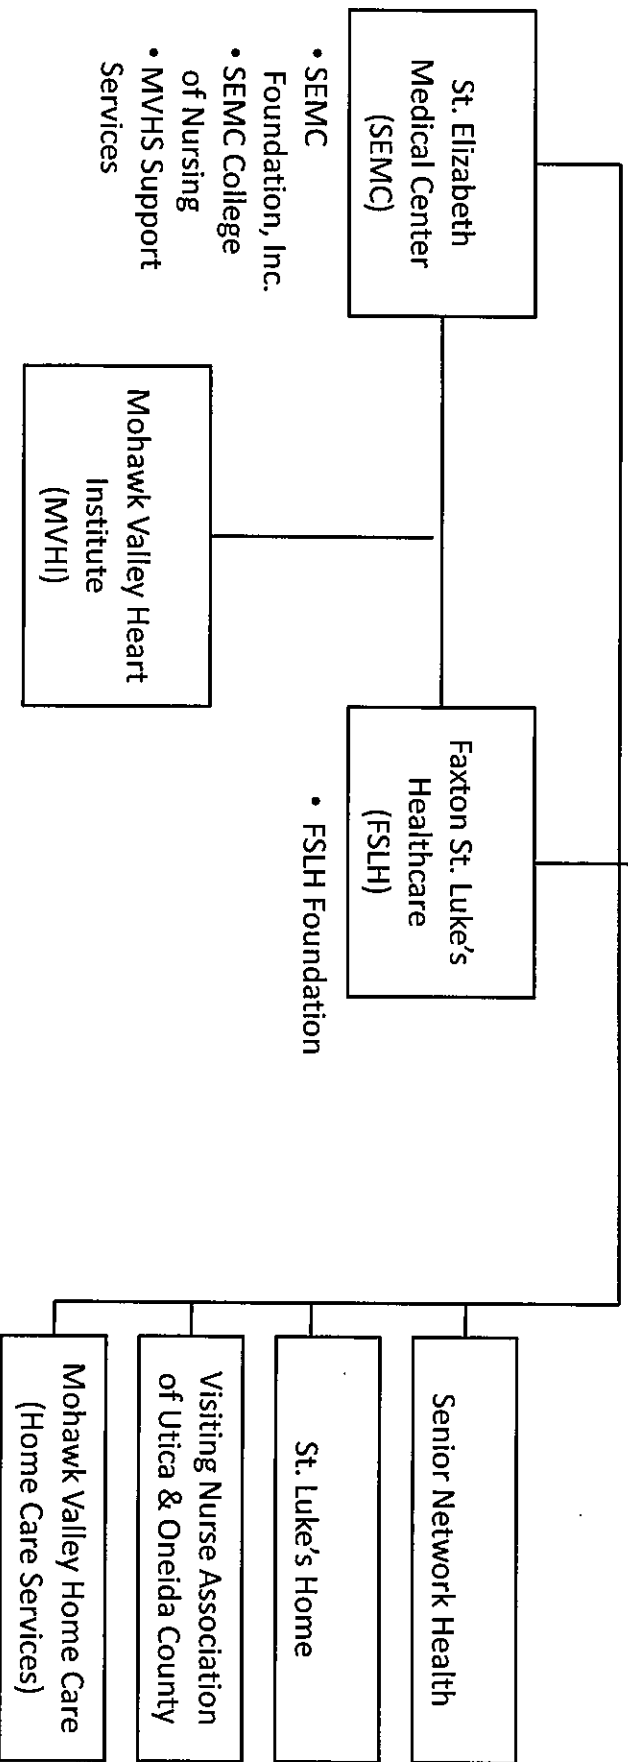 St. Elizabeth
Medical Center
(SEMC)
• SEMC
Foundation, Inc.
• SEMC College
of Nursing
• MVHS Support
Services
Mohawk Valley Heart
Institute
(MVHI)
Faxton St. Luke's
Healthcare
(FSLH)
• FSLH Foundation
Senior Network Health
St. Luke's Home
Visiting Nurse Association
of Utica & Oneida County
Mohawk Valley Home Care
(Home Care Services)